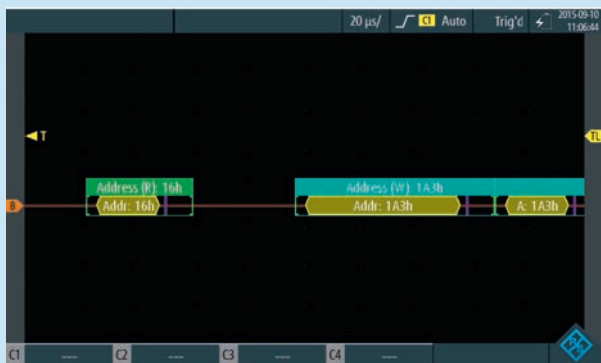 20 µs/ C1 Auto Trig'd 2015-09-10
11:06:44
T TL
Address (R): 16h Address (W) 1A3h
B Addr: 16h Addr: 1A3h A: 1A3h
C1 --- C2 --- C3 --- C4 ---
R&S